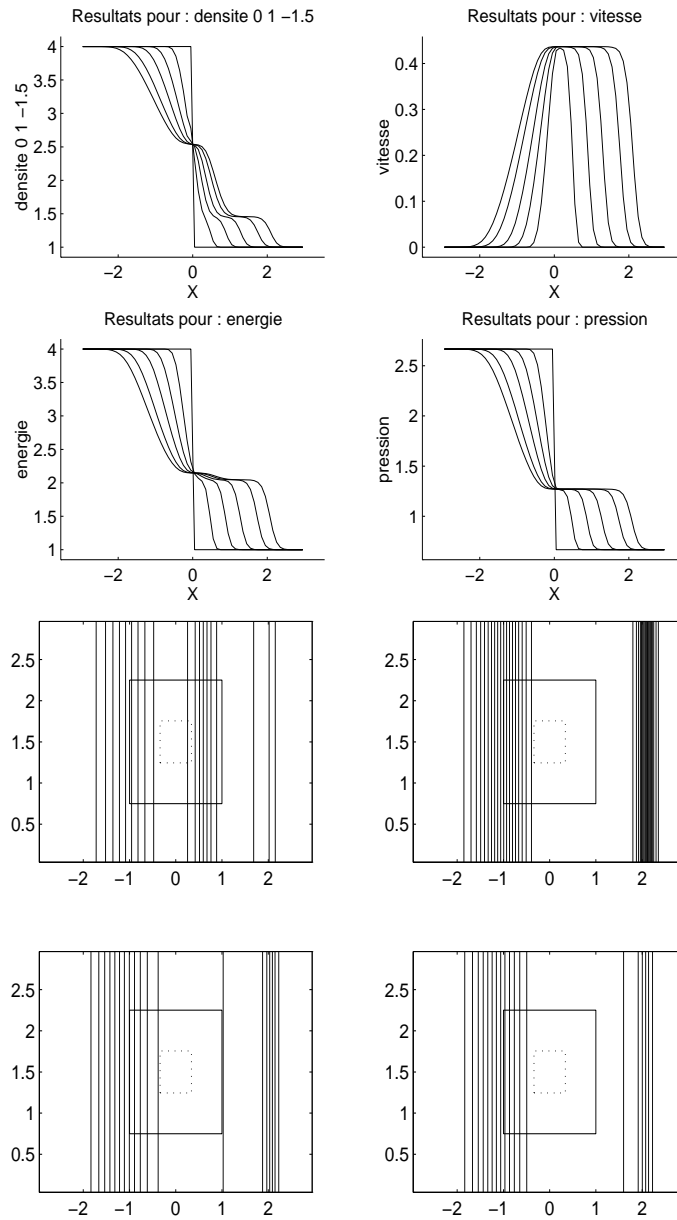 Resultats pour : densite 0 1 −1.5
4
3.5
3
2.5
2
1.5
1
densite 0 1 −1.5
−2 0 2
X
Resultats pour : vitesse
0.4
0.3
0.2
0.1
0
vitesse
−2 0 2
X
Resultats pour : energie
4
3.5
3
2.5
2
1.5
1
energie
−2 0 2
X
Resultats pour : pression
2.5
2
1.5
1
pression
−2 0 2
X
2.5
2
1.5
1
0.5
−2 −1 0 1 2
2.5
2
1.5
1
0.5
−2 −1 0 1 2
2.5
2
1.5
1
0.5
−2 −1 0 1 2
2.5
2
1.5
1
0.5
−2 −1 0 1 2